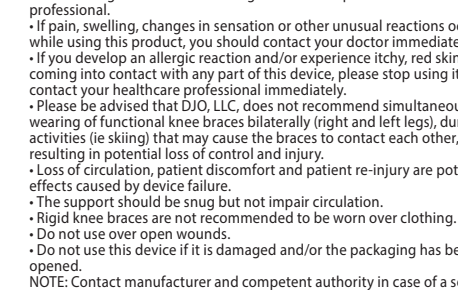 professional.
• If pain, swelling, changes in sensation or other unusual reactions o
while using this product, you should contact your doctor immediate
• If you develop an allergic reaction and/or experience itchy, red skin
coming into contact with any part of this device, please stop using it
contact your healthcare professional immediately.
• Please be advised that DJO, LLC, does not recommend simultaneou
wearing of functional knee braces bilaterally (right and left legs), du
activities (ie skiing) that may cause the braces to contact each other,
resulting in potential loss of control and injury.
• Loss of circulation, patient discomfort and patient re-injury are pot
effects caused by device failure.
• The support should be snug but not impair circulation.
• Rigid knee braces are not recommended to be worn over clothing.
• Do not use over open wounds.
• Do not use this device if it is damaged and/or the packaging has be
opened.
NOTE: Contact manufacturer and competent authority in case of a s